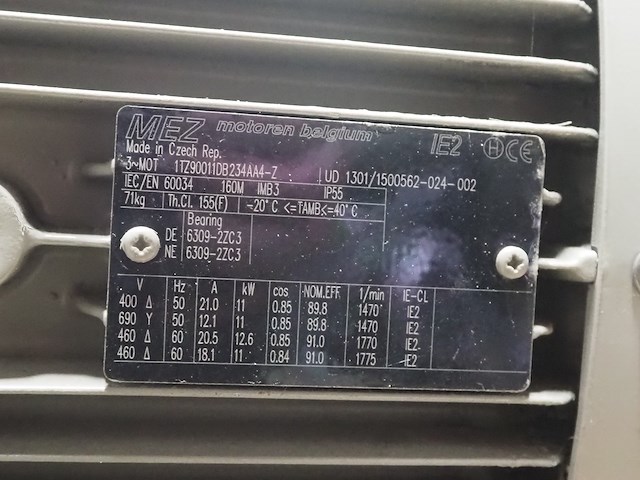 MEZ motoren belgium IE2 H CE
Made in Czech Rep.
3~MOT 1TZ90011DB234AA4-Z UD 1301/1500562-024-002
IEC/EN 60034 160M IMB3 IP55
71kg Th.Cl. 155(F) -20°C <=TAMB<=40°C
Bearing
DE 6309-2ZC3
NE 6309-2ZC3
V Hz A kW cos NOM.EFF 1/min IE-CL
400 Δ 50 21.0 11 0.85 89.8 1470 IE2
690 Y 50 12.1 11 0.85 89.8 1470 IE2
460 Δ 60 20.5 12.6 0.85 91.0 1770 IE2
460 Δ 60 18.1 11 0.84 91.0 1775 IE2